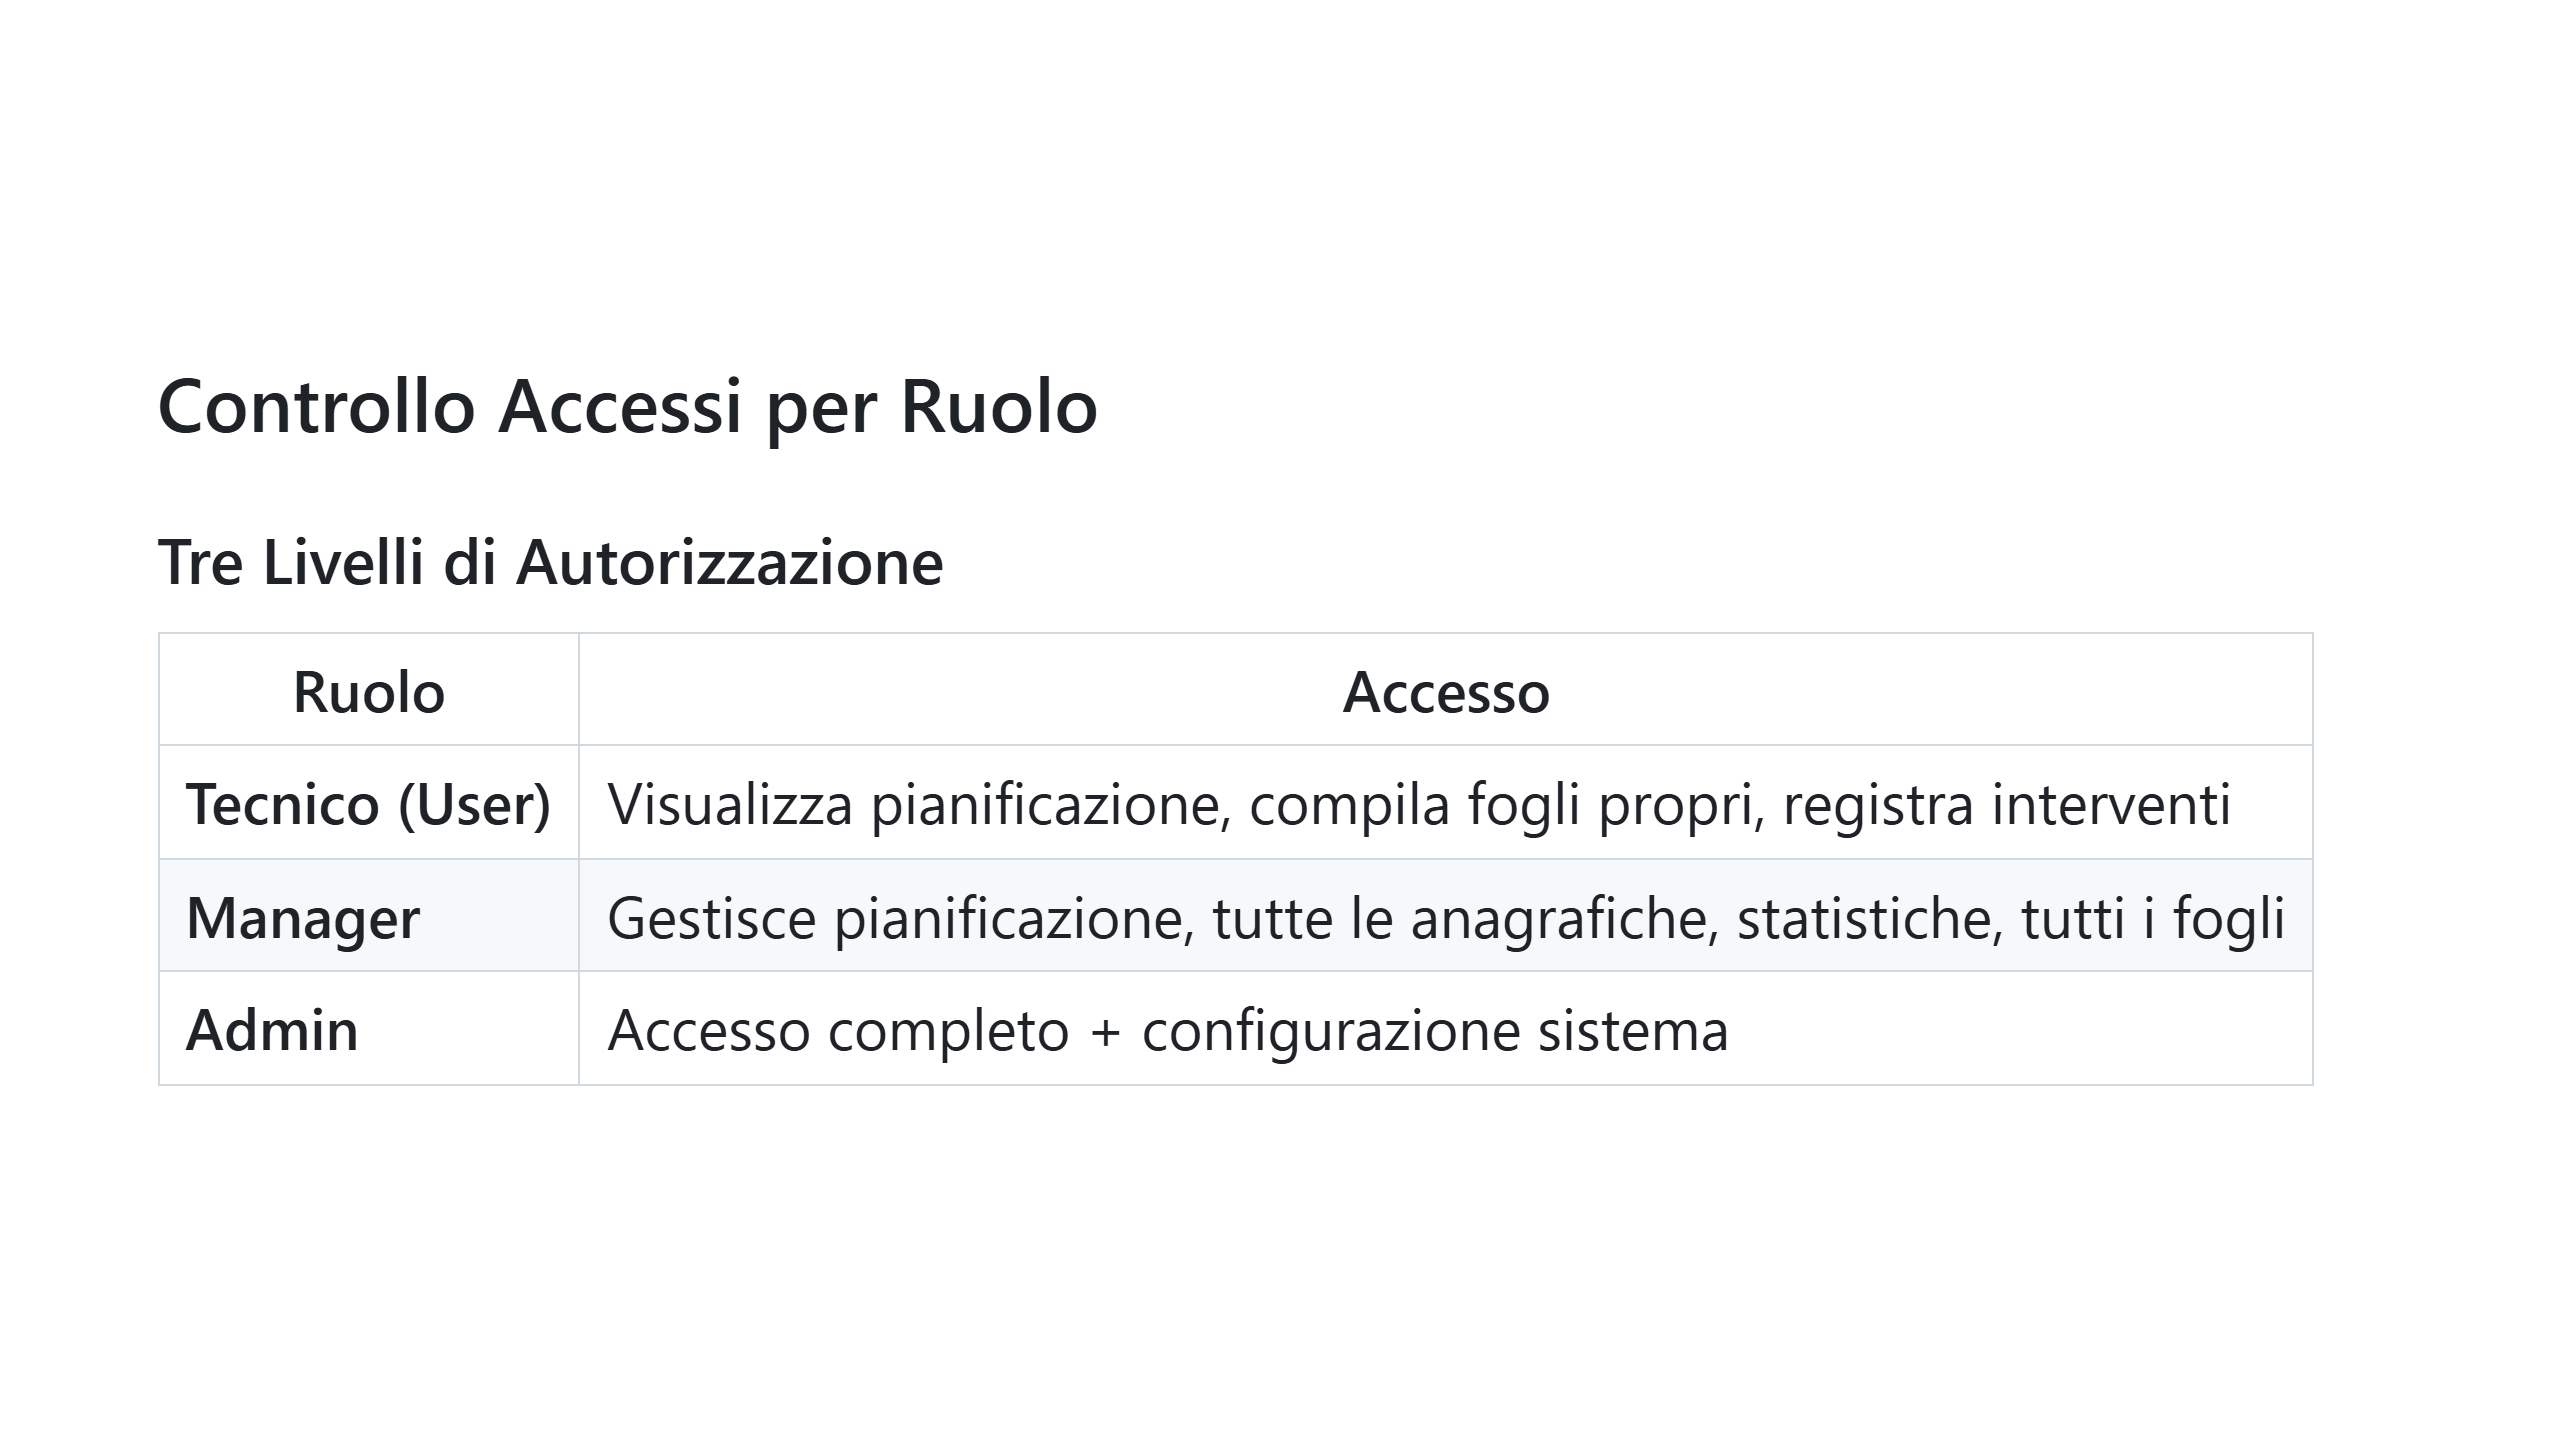 Controllo Accessi per Ruolo
Tre Livelli di Autorizzazione
Ruolo Accesso
Tecnico (User) Visualizza pianificazione, compila fogli propri, registra interventi
Manager Gestisce pianificazione, tutte le anagrafiche, statistiche, tutti i fogli
Admin Accesso completo + configurazione sistema